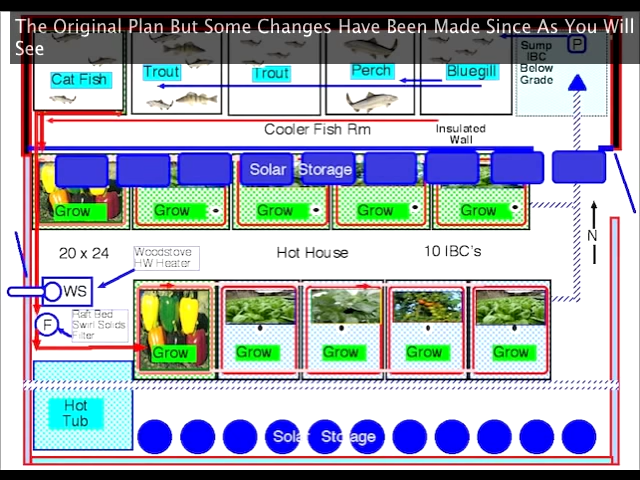 The Original Plan But Some Changes Have Been Made Since As You Will
See
Sump
IBC
Below
Grade
P
Cat Fish
Trout
Trout
Perch
Bluegill
Cooler Fish Rm
Insulated
Wall
Solar Storage
Grow
Grow
Grow
Grow
Grow
20 x 24
Woodstove
HW Heater
Hot House
10 IBC's
N
WS
F
Raft Bed
Swirl Solids
Filter
Grow
Grow
Grow
Grow
Grow
Hot
Tub
Solar Storage